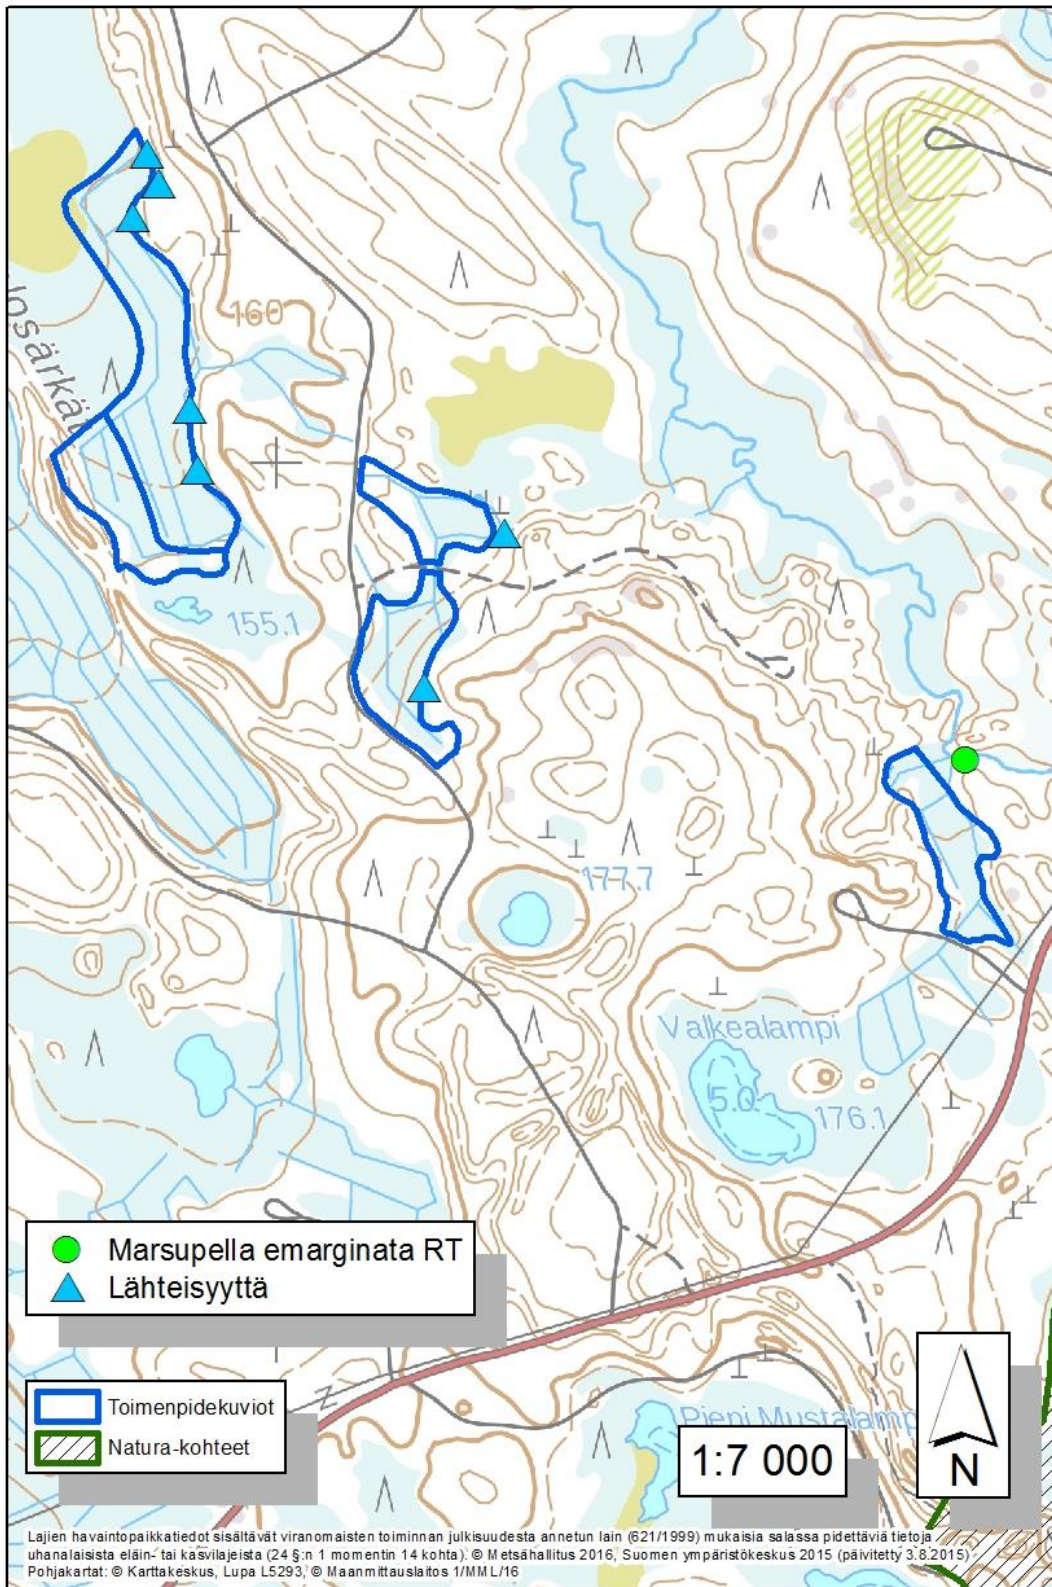 160
155.1
177.7
Valkealampi
5.0
176.1
Marsupella emarginata RT
Lähteisyyttä
Toimenpidekuviot
Natura-kohteet
Pieni Mustalamp
1:7 000
N
Lajien havaintopaikkatiedot sisältävät viranomaisten toiminnan julkisuudesta annetun lain (621/1999) mukaisia salassa pidettäviä tietoja
uhanalaisista eläin- tai kasvilajeista (24 §:n 1 momentin 14 kohta). © Metsähallitus 2016, Suomen ympäristökeskus 2015 (päivitetty 3.8.2015)
Pohjakartat: © Karttakeskus, Lupa L5293, © Maanmittauslaitos 1/MML/16